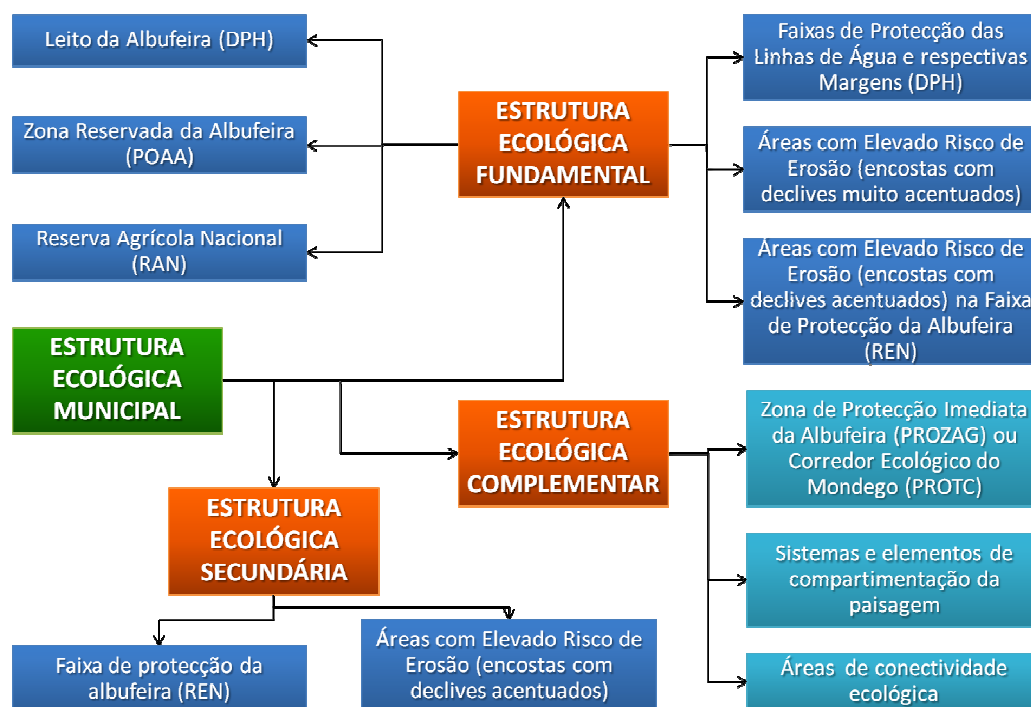 Leito da Albufeira (DPH)
Zona Reservada da Albufeira
(POAA)
Reserva Agrícola Nacional
(RAN)
ESTRUTURA
ECOLÓGICA
FUNDAMENTAL
Faixas de Protecção das
Linhas de Água e respectivas
Margens (DPH)
Áreas com Elevado Risco de
Erosão (encostas com
declives muito acentuados)
Áreas com Elevado Risco de
Erosão (encostas com
declives acentuados) na Faixa
de Protecção da Albufeira
(REN)
ESTRUTURA
ECOLÓGICA
MUNICIPAL
ESTRUTURA
ECOLÓGICA
COMPLEMENTAR
Zona de Protecção Imediata
da Albufeira (PROZAG) ou
Corredor Ecológico do
Mondego (PROTC)
Sistemas e elementos de
compartimentação da
paisagem
Áreas de conectividade
ecológica
ESTRUTURA
ECOLÓGICA
SECUNDÁRIA
Faixa de protecção da
albufeira (REN)
Áreas com Elevado Risco de
Erosão (encostas com
declives acentuados)